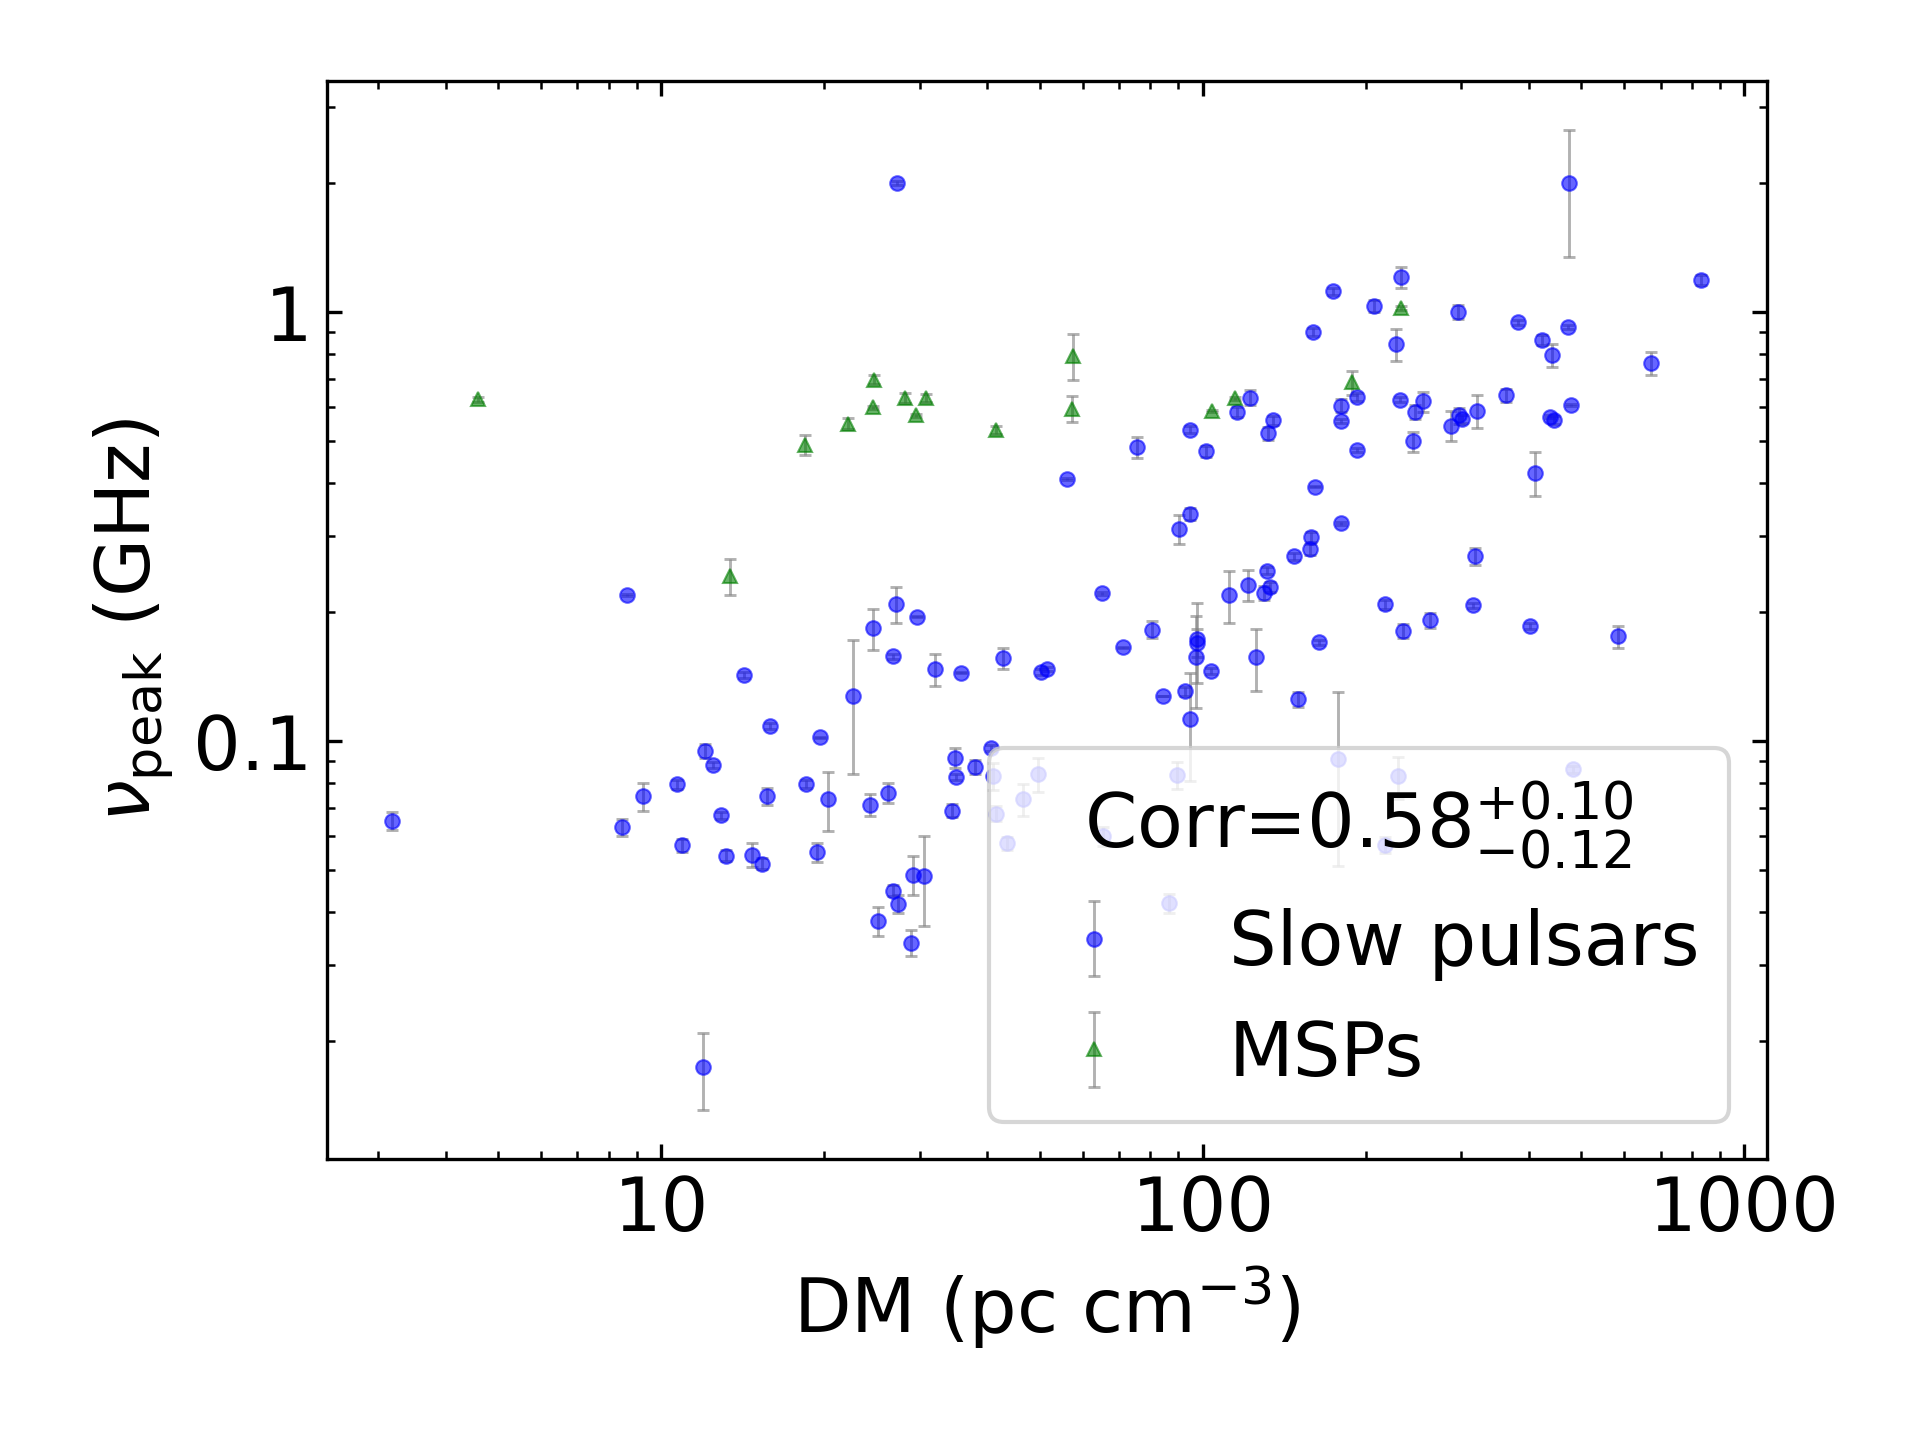 1
0.1
ν_peak (GHz)
Corr=0.58^{+0.10}_{−0.12}
Slow pulsars
MSPs
10 100 1000
DM (pc cm⁻³)